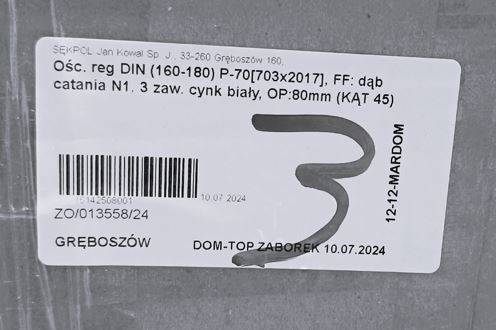 SĘKPOL Jan Kowal Sp. J., 33-260 Gręboszów 160,
Ośc. reg DIN (160-180) P-70[703x2017], FF: dąb
catania N1, 3 zaw. cynk biały, OP:80mm (KĄT 45)
3
12-12-MARDOM
15142508001
10.07.2024
ZO/013558/24
GRĘBOSZÓW
DOM-TOP ZABOREK 10.07.2024